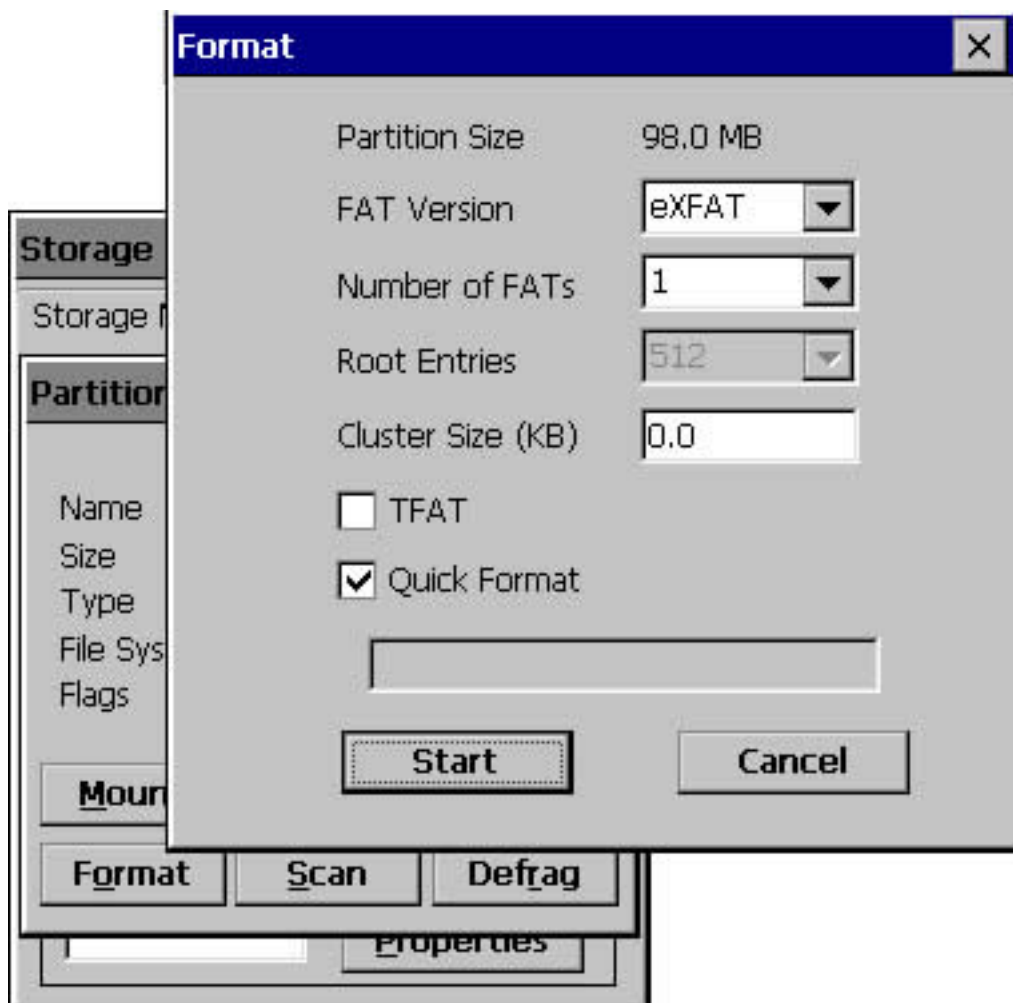 Format
Partition Size 98.0 MB
FAT Version eXFAT
Number of FATs 1
Root Entries 512
Cluster Size (KB) 0.0
TFAT
Quick Format
Start Cancel
Storage
Storage
Partition
Name
Size
Type
File Sys
Flags
Moun
Format Scan Defrag
Properties